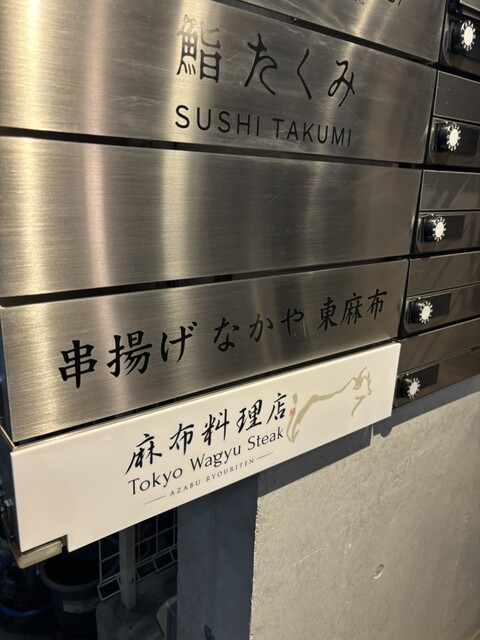 鮨 たくみ
SUSHI TAKUMI
串揚げ なかや 東麻布
麻布料理店
Tokyo Wagyu Steak
AZABU RYOURITEN